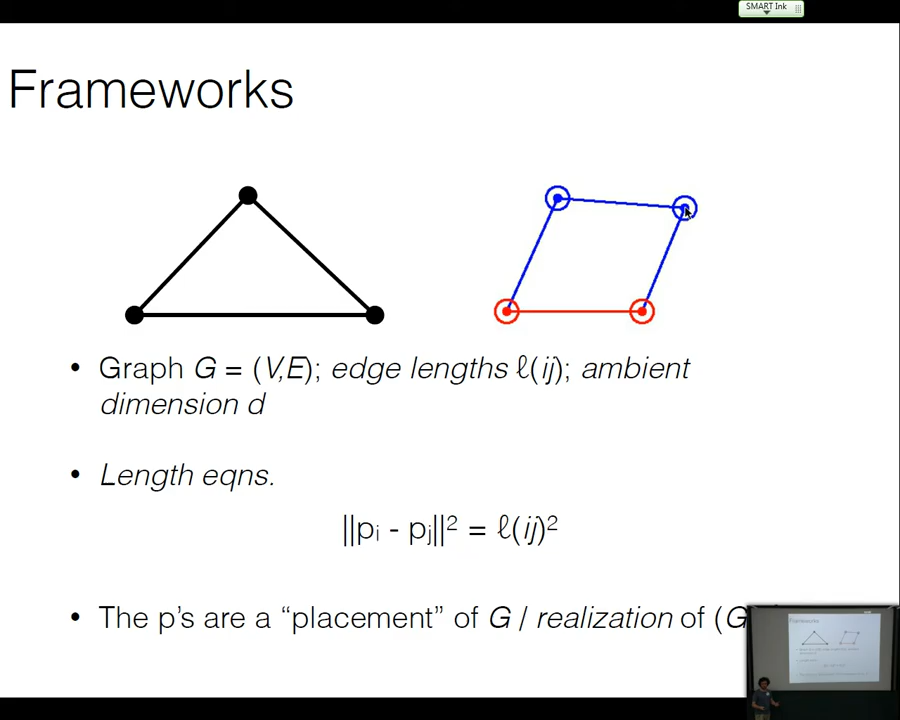 SMART Ink
Frameworks
• Graph G = (V,E); edge lengths ℓ(ij); ambient
dimension d
• Length eqns.
||pᵢ - pⱼ||² = ℓ(ij)²
• The p's are a “placement” of G / realization of (G
Frameworks